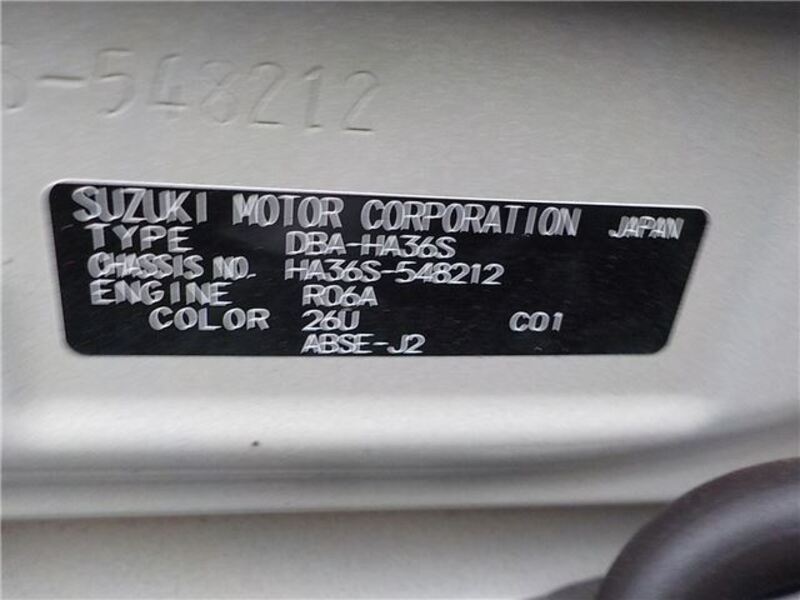 -548212
SUZUKI MOTOR CORPORATION JAPAN
TYPE DBA-HA36S
CHASSIS NO. HA36S-548212
ENGINE R06A
COLOR 26U C01
ABSE-J2